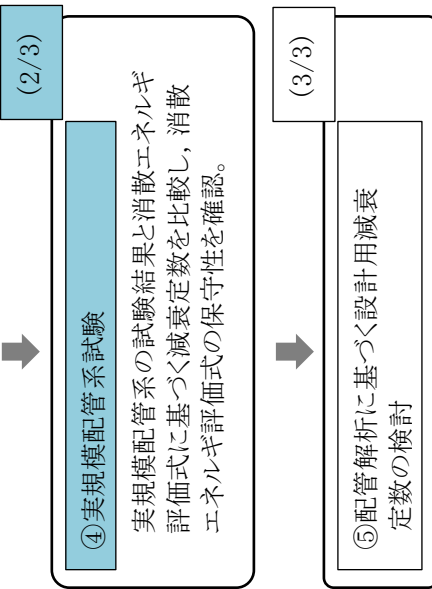 (2/3)
④実規模配管系試験
実規模配管系の試験結果と消散エネルギ
評価式に基づく減衰定数を比較し，消散
エネルギ評価式の保守性を確認。
(3/3)
⑤配管解析に基づく設計用減衰
定数の検討